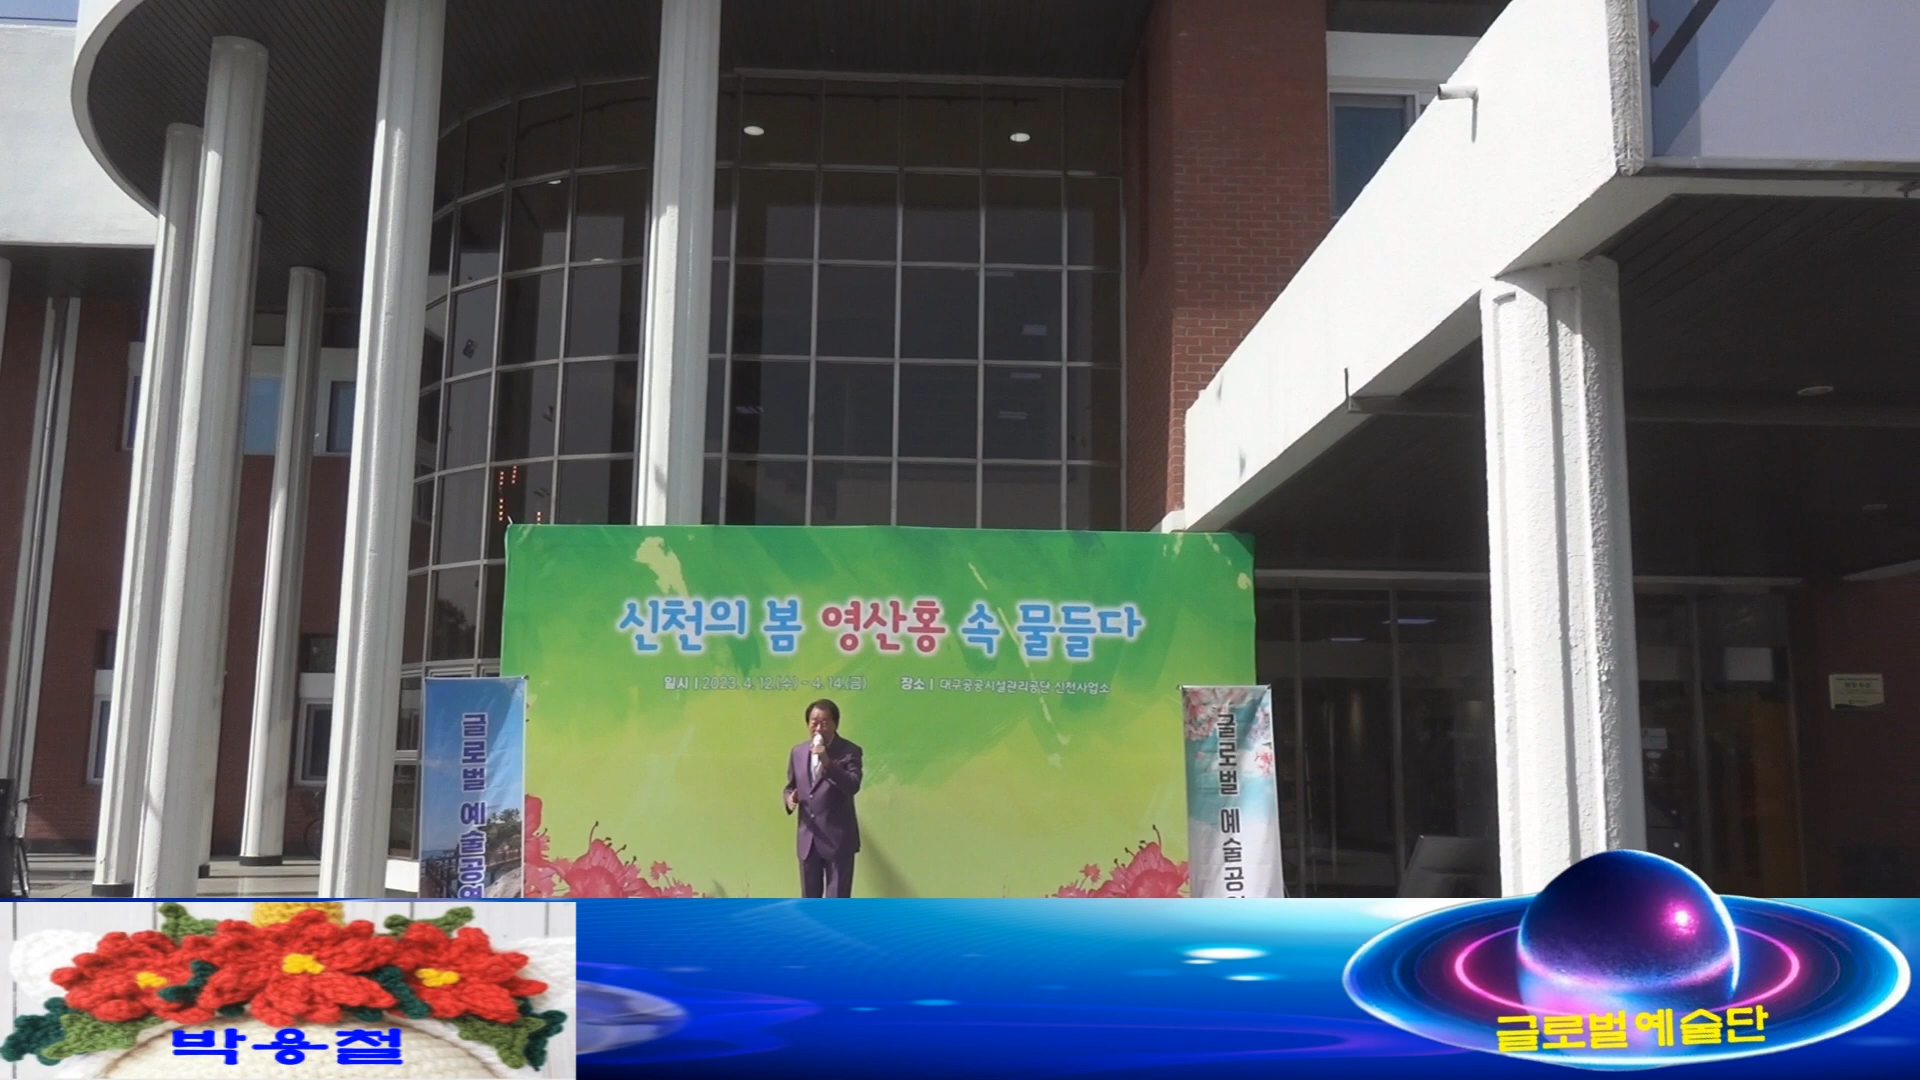 신천의 봄 영산홍 속 물들다
일시 | 2023. 4. 12.(수) ~ 4. 14.(금) 장소 | 대구공공시설관리공단 신천사업소
글로벌 예술공연
글로벌 예술공
박용철
글로벌예술단